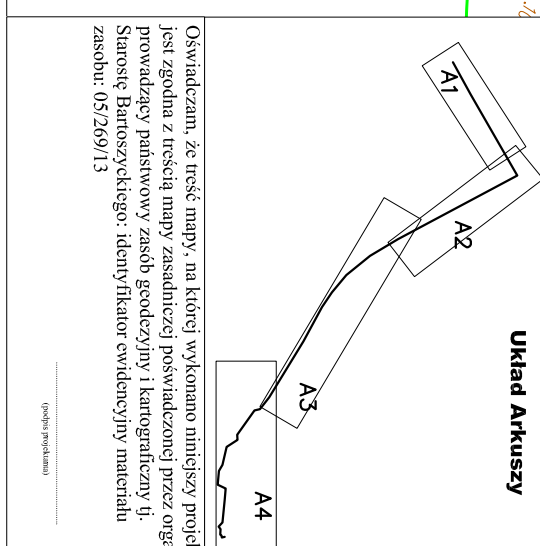 Układ Arkuszy
A1
A2
A3
A4
Oświadczam, że treść mapy, na której wykonano niniejszy projek
jest zgodna z treścią mapy zasadniczej poświadczonej przez orga
prowadzący państwowy zasób geodezyjny i kartograficzny tj.
Starostę Bartoszyckiego: identyfikator ewidencyjny materiału
zasobu: 05/269/13
(podpis projektanta)